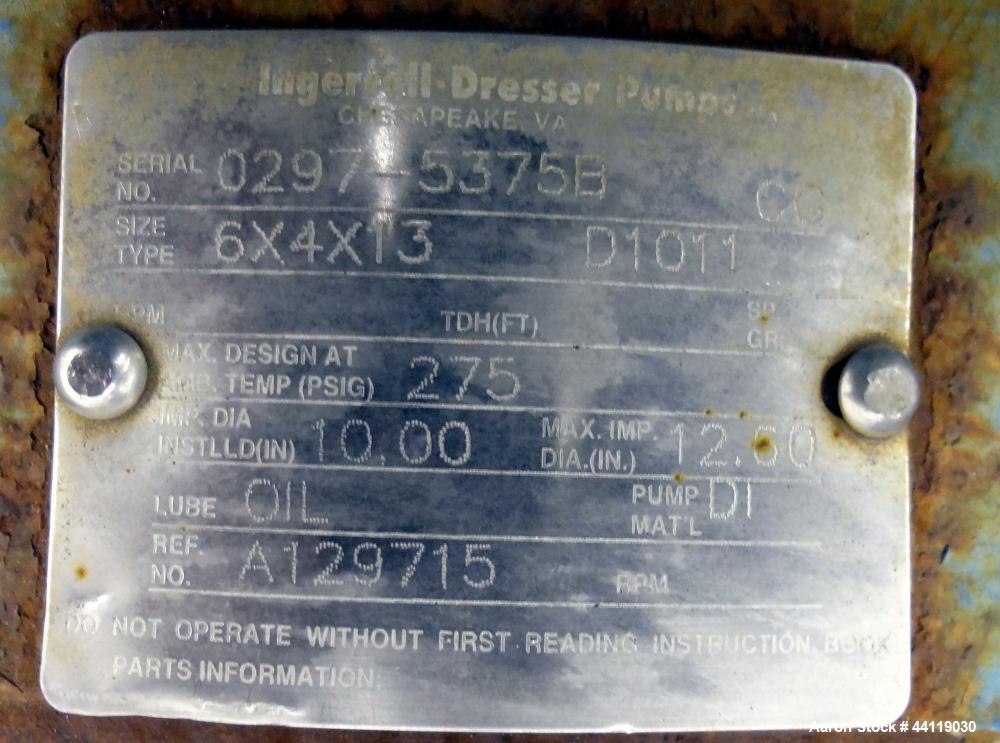 Ingersoll-Dresser Pumps
CHESAPEAKE, VA
SERIAL NO. 0297-5375B
SIZE TYPE 6X4X13 D1011
TDH(FT) SP. GR.
MAX. DESIGN AT AMB. TEMP (PSIG) 275
IMP. DIA INSTLLD(IN) 10.00 MAX. IMP. DIA.(IN.)
LUBE OIL PUMP MAT'L DI
REF. NO. A129715 RPM
DO NOT OPERATE WITHOUT FIRST READING INSTRUCTION BOOK
PARTS INFORMATION:
Aaron Stock # 44119030